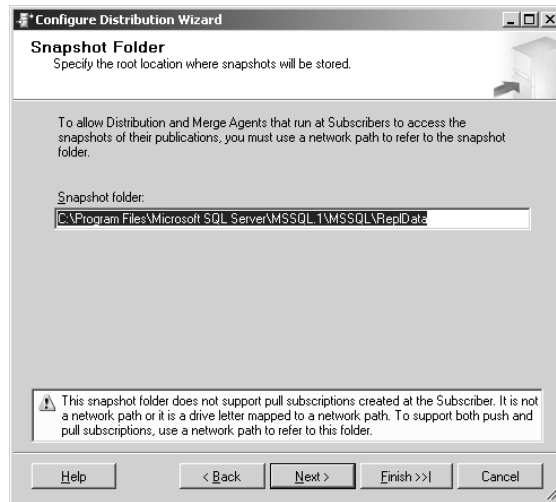 *Configure Distribution Wizard
Snapshot Folder
Specify the root location where snapshots will be stored.
To allow Distribution and Merge Agents that run at Subscribers to access the
snapshots of their publications, you must use a network path to refer to the snapshot
folder.
Snapshot folder:
C:\Program Files\Microsoft SQL Server\MSSQL.1\MSSQL\ReplData
This snapshot folder does not support pull subscriptions created at the Subscriber. It is not
a network path or it is a drive letter mapped to a network path. To support both push and
pull subscriptions, use a network path to refer to this folder.
Help < Back Next > Finish >>| Cancel